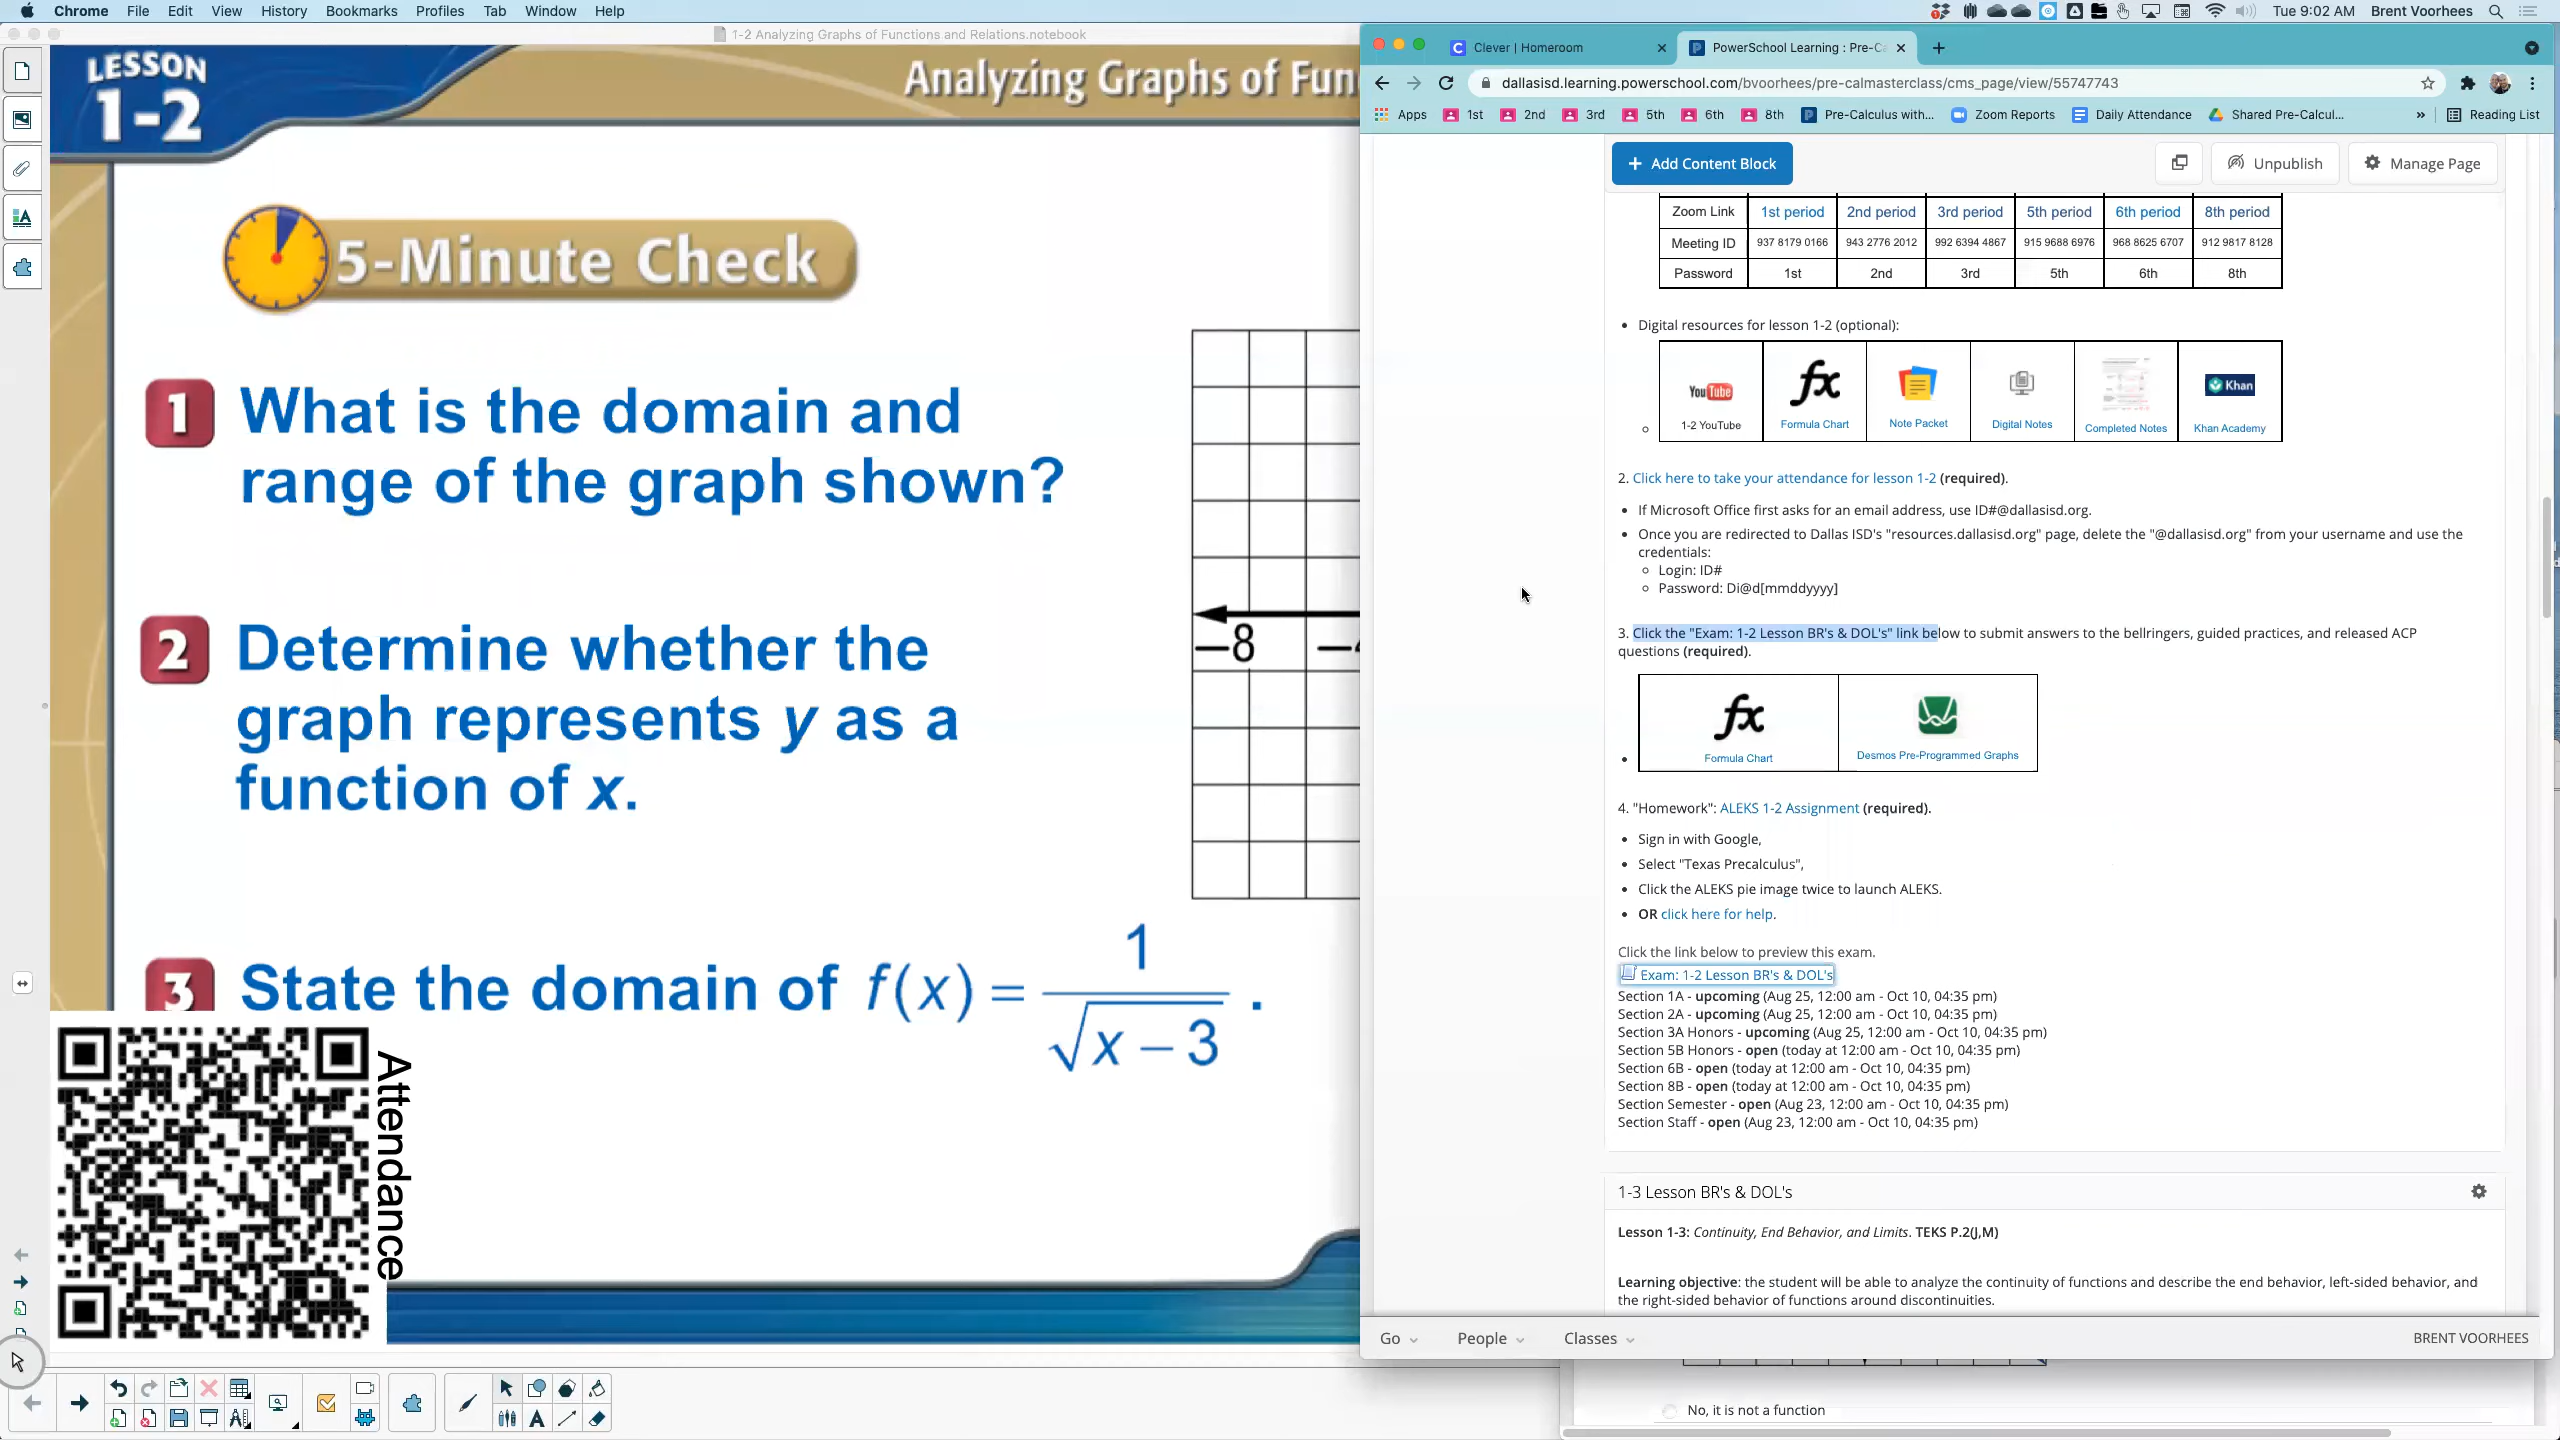 Chrome File Edit View History Bookmarks Profiles Tab Window Help
Tue 9:02 AM Brent Voorhees
1-2 Analyzing Graphs of Functions and Relations.notebook
LESSON
1-2
Analyzing Graphs of Fun
5-Minute Check
1 What is the domain and
range of the graph shown?
2 Determine whether the
graph represents y as a
function of x.
3 State the domain of f(x) = 1 / √x – 3 .
–8
Attendance
Clever | Homeroom
PowerSchool Learning : Pre-C
dallasisd.learning.powerschool.com/bvoorhees/pre-calmasterclass/cms_page/view/55747743
Apps 1st 2nd 3rd 5th 6th 8th Pre-Calculus with... Zoom Reports Daily Attendance Shared Pre-Calcul... » Reading List
+ Add Content Block Unpublish Manage Page
Zoom Link 1st period 2nd period 3rd period 5th period 6th period 8th period
Meeting ID 937 8179 0166 943 2776 2012 992 6394 4867 915 9688 6976 968 8625 6707 912 9817 8128
Password 1st 2nd 3rd 5th 6th 8th
• Digital resources for lesson 1-2 (optional):
YouTube fx Khan
1-2 YouTube Formula Chart Note Packet Digital Notes Completed Notes Khan Academy
2. Click here to take your attendance for lesson 1-2 (required).
• If Microsoft Office first asks for an email address, use ID#@dallasisd.org.
• Once you are redirected to Dallas ISD's "resources.dallasisd.org" page, delete the "@dallasisd.org" from your username and use the
credentials:
Login: ID#
Password: Di@d[mmddyyyy]
3. Click the "Exam: 1-2 Lesson BR's & DOL's" link below to submit answers to the bellringers, guided practices, and released ACP
questions (required).
fx
Formula Chart Desmos Pre-Programmed Graphs
4. "Homework": ALEKS 1-2 Assignment (required).
• Sign in with Google,
• Select "Texas Precalculus",
• Click the ALEKS pie image twice to launch ALEKS.
• OR click here for help.
Click the link below to preview this exam.
Exam: 1-2 Lesson BR's & DOL's
Section 1A - upcoming (Aug 25, 12:00 am - Oct 10, 04:35 pm)
Section 2A - upcoming (Aug 25, 12:00 am - Oct 10, 04:35 pm)
Section 3A Honors - upcoming (Aug 25, 12:00 am - Oct 10, 04:35 pm)
Section 5B Honors - open (today at 12:00 am - Oct 10, 04:35 pm)
Section 6B - open (today at 12:00 am - Oct 10, 04:35 pm)
Section 8B - open (today at 12:00 am - Oct 10, 04:35 pm)
Section Semester - open (Aug 23, 12:00 am - Oct 10, 04:35 pm)
Section Staff - open (Aug 23, 12:00 am - Oct 10, 04:35 pm)
1-3 Lesson BR's & DOL's
Lesson 1-3: Continuity, End Behavior, and Limits. TEKS P.2(J,M)
Learning objective: the student will be able to analyze the continuity of functions and describe the end behavior, left-sided behavior, and
the right-sided behavior of functions around discontinuities.
Go People Classes BRENT VOORHEES
No, it is not a function